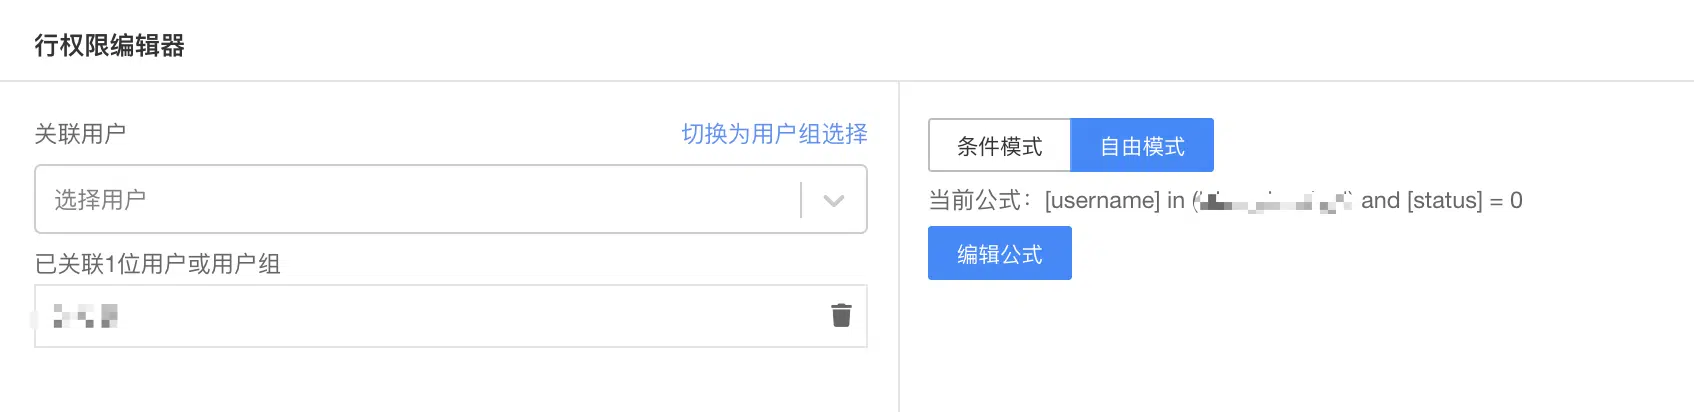 行权限编辑器
关联用户
切换为用户组选择
选择用户
已关联1位用户或用户组
条件模式
自由模式
当前公式：[username] in ( ) and [status] = 0
编辑公式